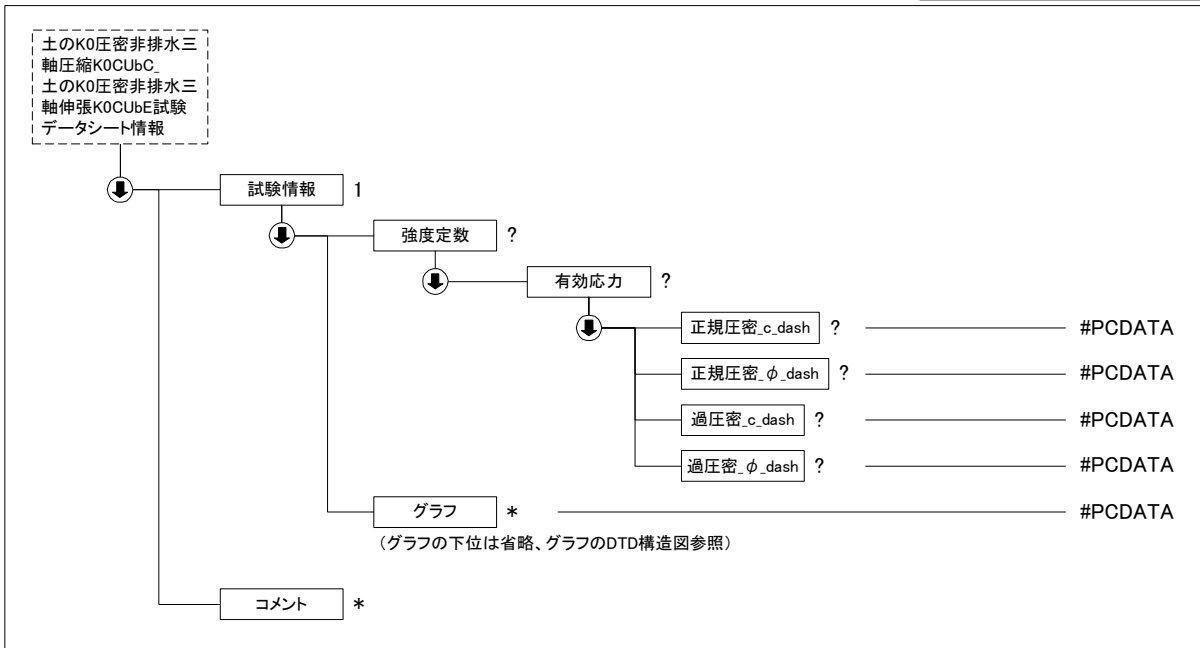 土のK0圧密非排水三
軸圧縮K0CUbC_
土のK0圧密非排水三
軸伸張K0CUbE試験
データシート情報
試験情報 1
強度定数 ?
有効応力 ?
正規圧密_c_dash ? #PCDATA
正規圧密_φ_dash ? #PCDATA
過圧密_c_dash ? #PCDATA
過圧密_φ_dash ? #PCDATA
グラフ * #PCDATA
(グラフの下位は省略、グラフのDTD構造図参照)
コメント *